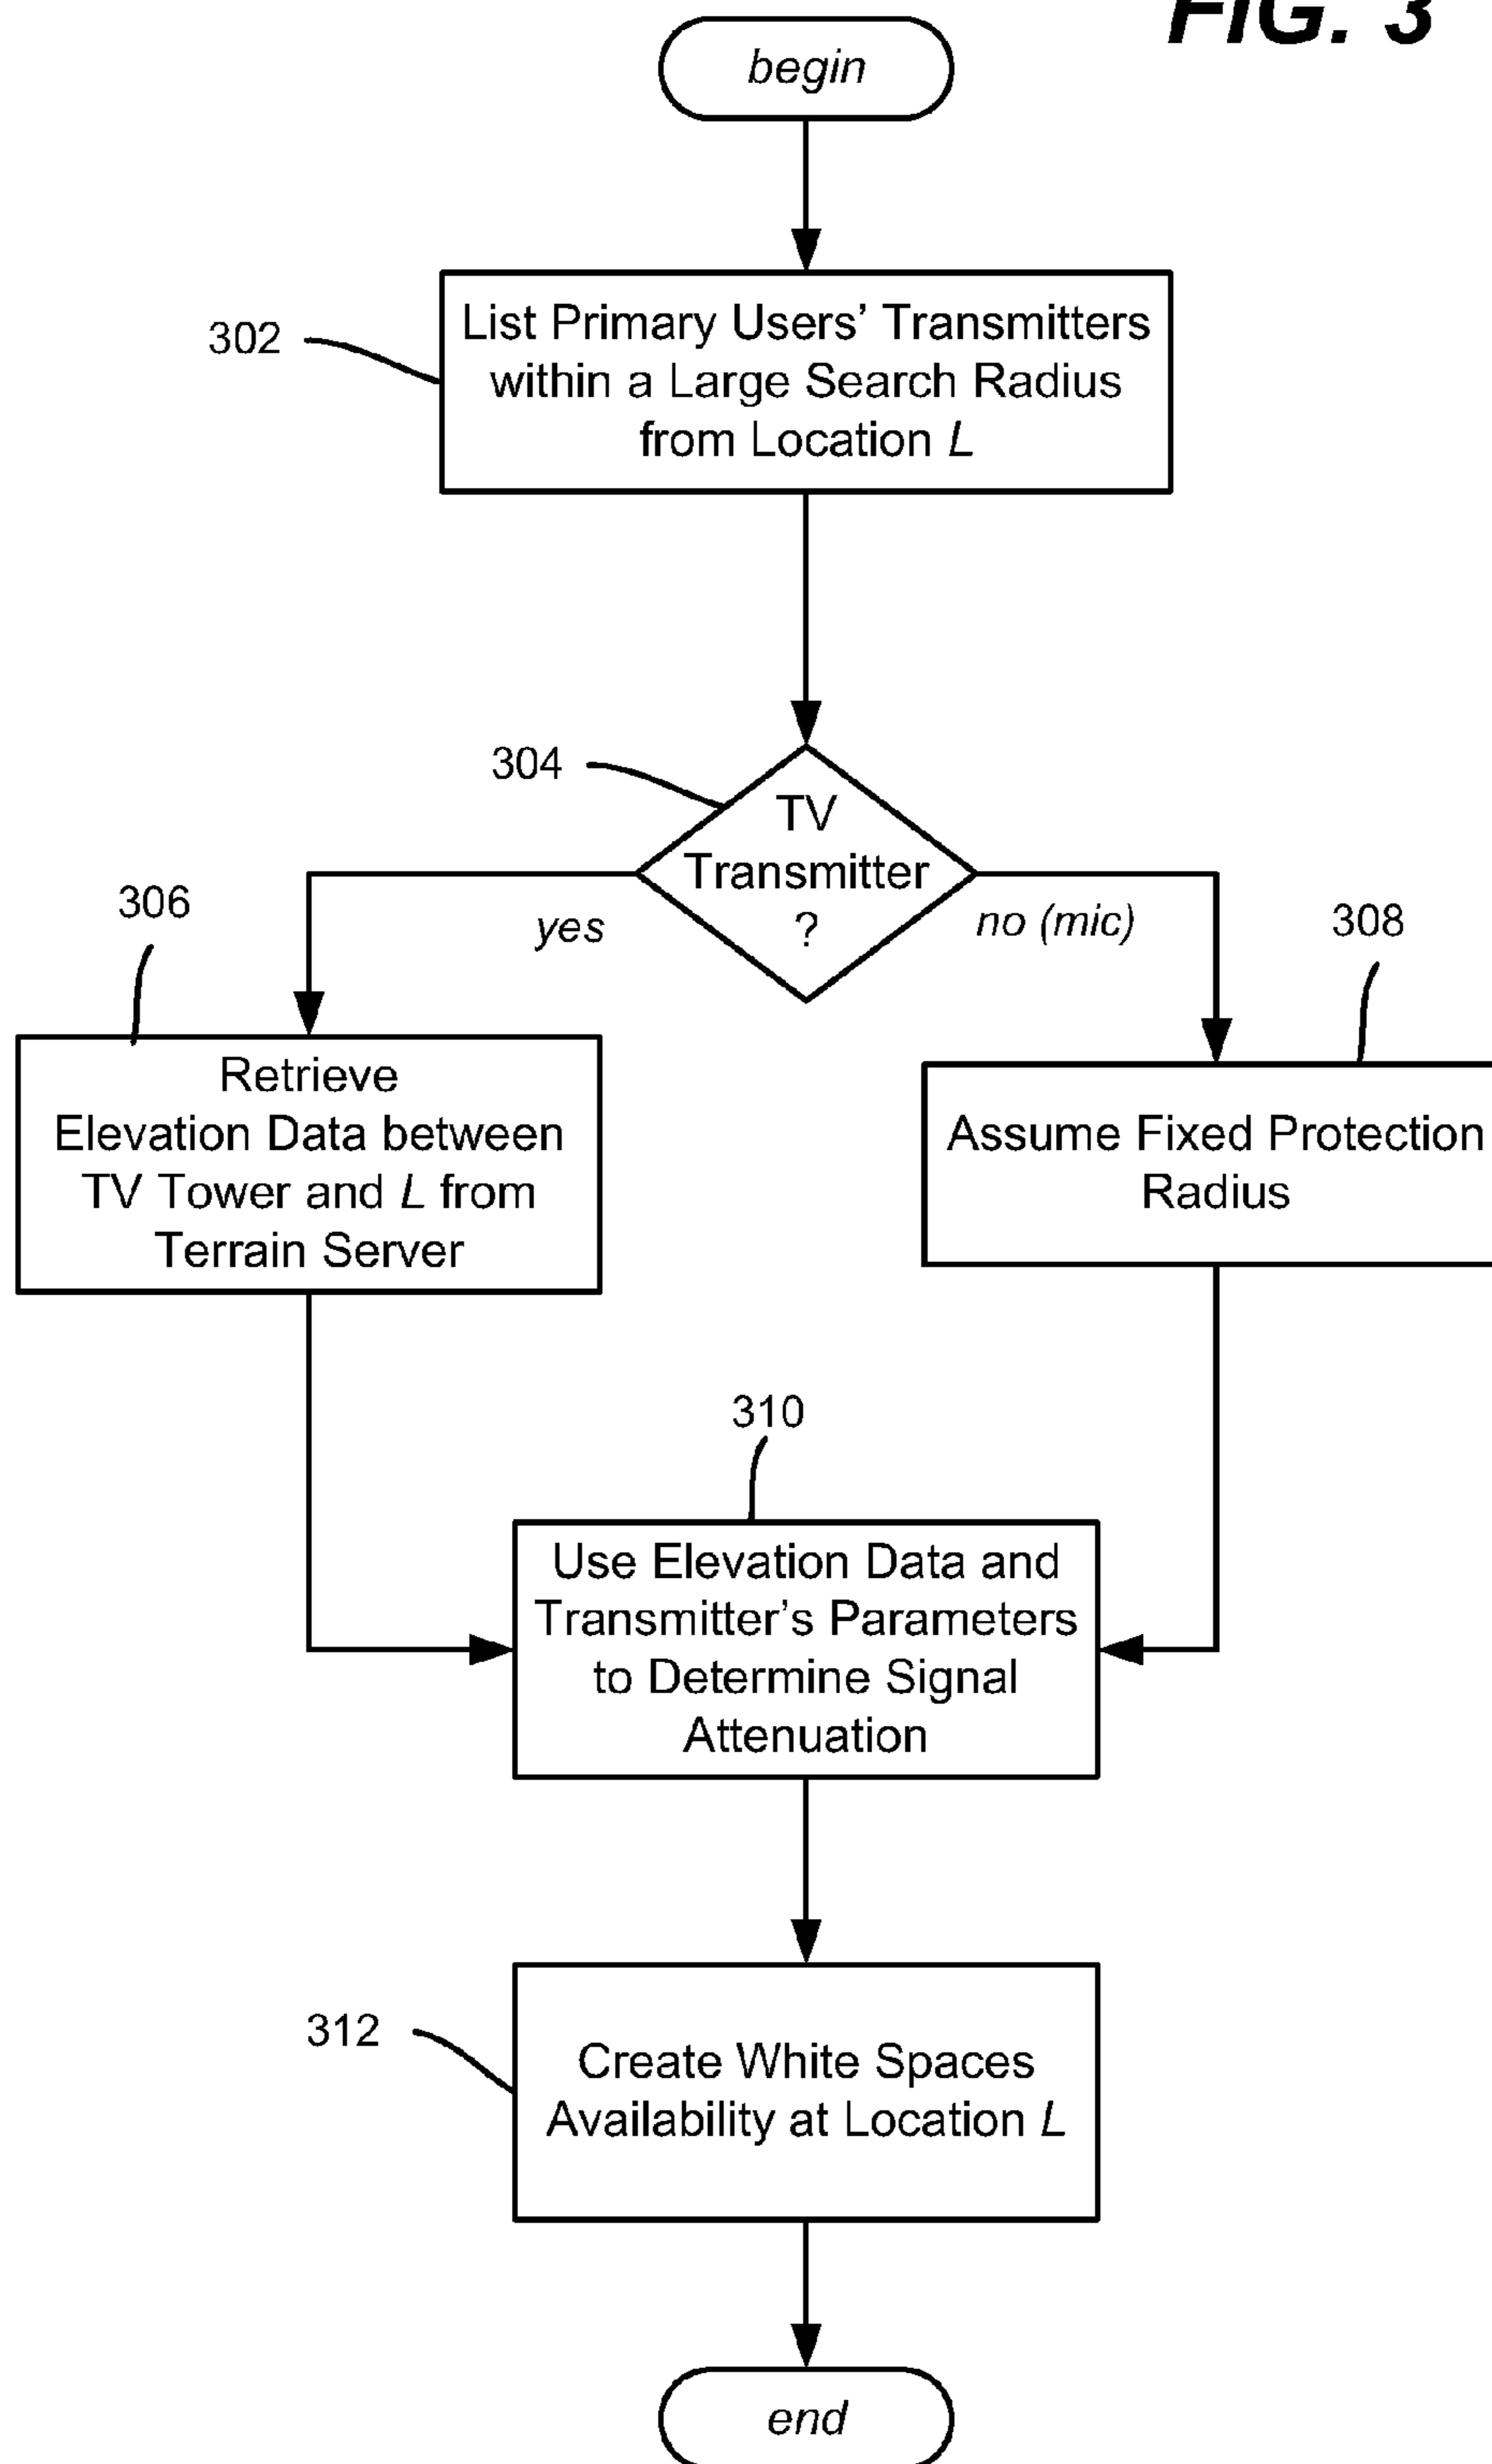 FIG. 3
begin
302
List Primary Users’ Transmitters
within a Large Search Radius
from Location L
304
TV
Transmitter
?
yes
no (mic)
306
308
Retrieve
Elevation Data between
TV Tower and L from
Terrain Server
Assume Fixed Protection
Radius
310
Use Elevation Data and
Transmitter’s Parameters
to Determine Signal
Attenuation
312
Create White Spaces
Availability at Location L
end